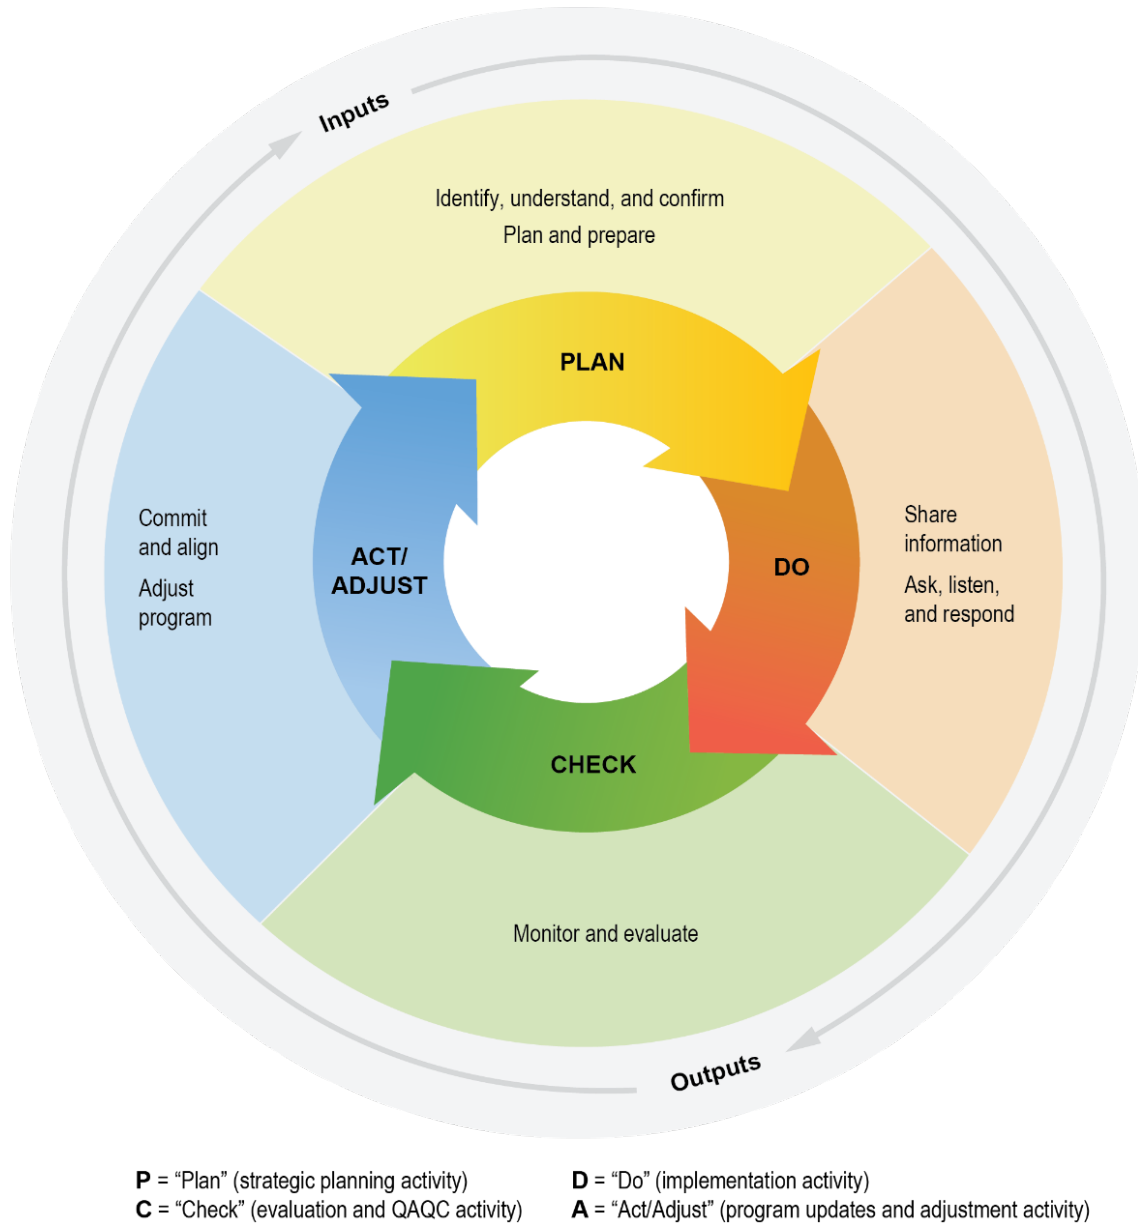 Inputs
Identify, understand, and confirm
Plan and prepare
PLAN
Commit
and align
Adjust
program
ACT/
ADJUST
DO
Share
information
Ask, listen,
and respond
CHECK
Monitor and evaluate
Outputs
P = “Plan” (strategic planning activity)
D = “Do” (implementation activity)
C = “Check” (evaluation and QAQC activity)
A = “Act/Adjust” (program updates and adjustment activity)